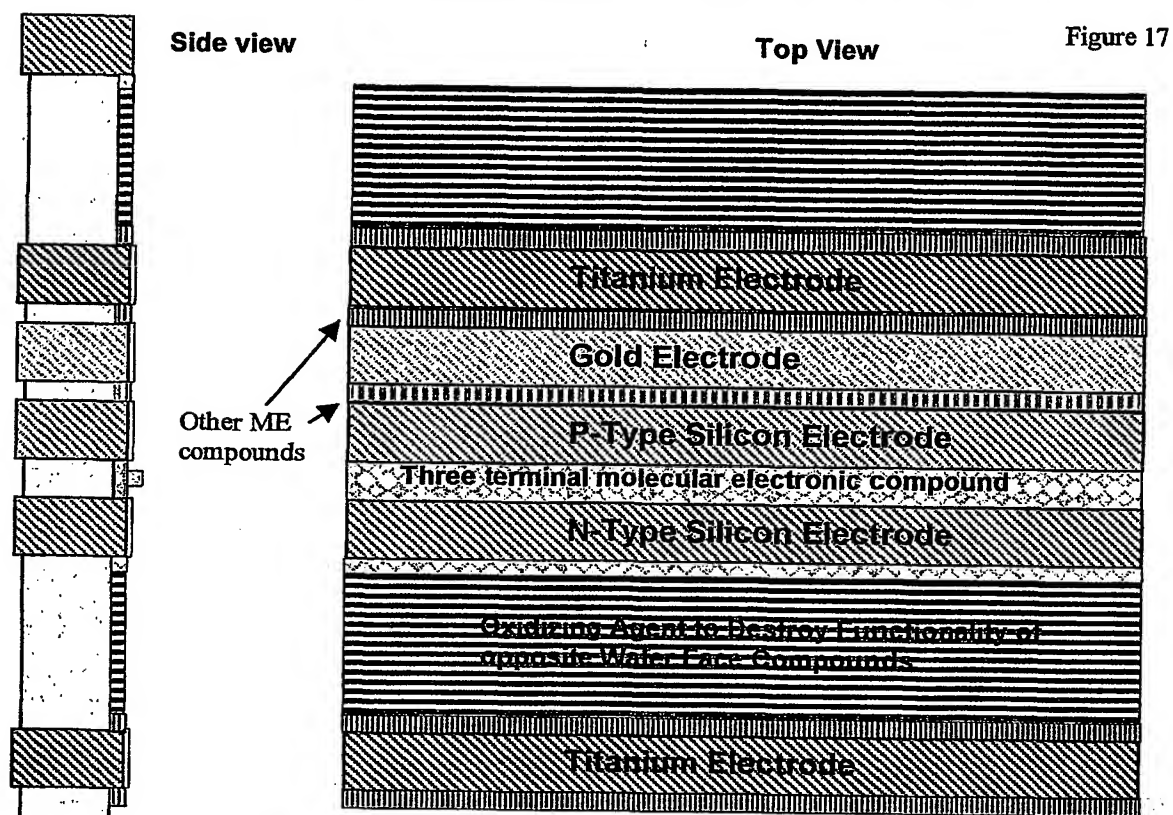 Side view
Top View
Figure 17
Titanium Electrode
Gold Electrode
Other ME
compounds
P-Type Silicon Electrode
Three terminal molecular electronic compound
N-Type Silicon Electrode
Oxidizing Agent to Destroy Functionality of
opposite Wafer Face Compounds
Titanium Electrode